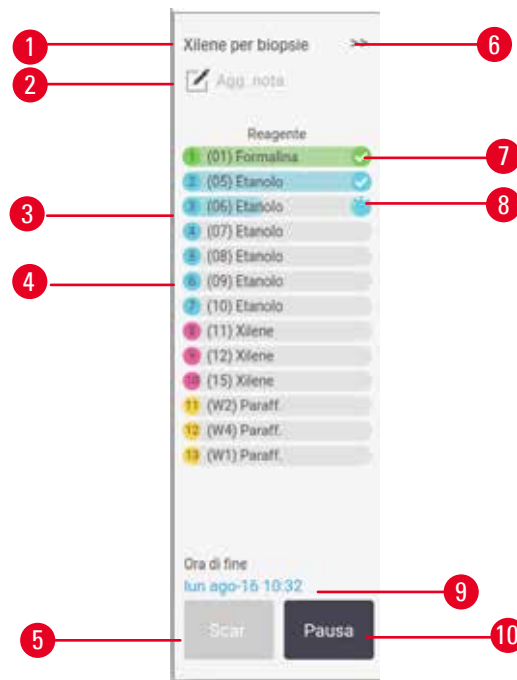 1
Xilene per biopsie >>
6
2
Agg. nota
Reagente
1 (01) Formalina
7
2 (05) Etanolo
3
3 (06) Etanolo
8
4 (07) Etanolo
5 (08) Etanolo
4
6 (09) Etanolo
7 (10) Etanolo
8 (11) Xilene
9 (12) Xilene
10 (15) Xilene
11 (W2) Paraff.
12 (W4) Paraff.
13 (W1) Paraff.
Ora di fine
lun ago-16 10:32
9
5
Scar
Pausa
10